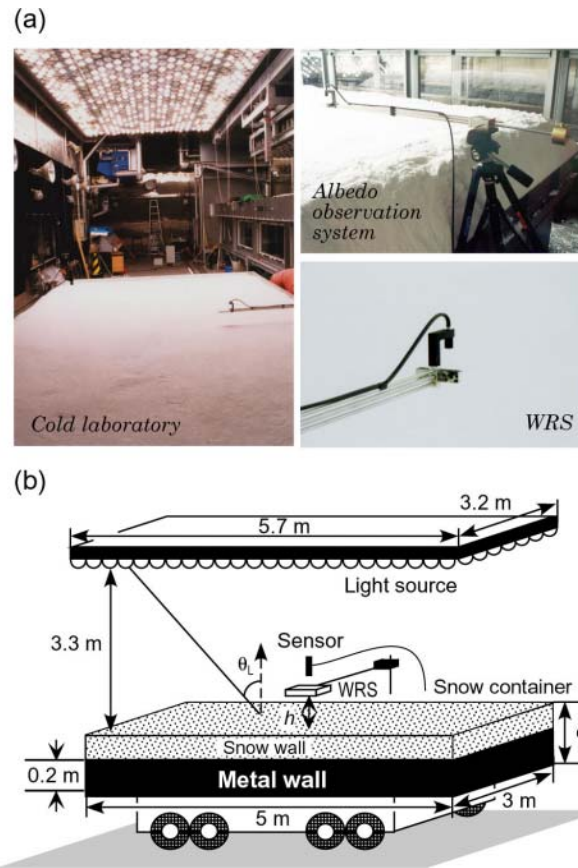 (a)
Albedo
observation
system
Cold laboratory
WRS
(b)
3.2 m
5.7 m
Light source
3.3 m
Sensor
θL
WRS
Snow container
h
Snow wall
0.2 m
Metal wall
5 m
3 m